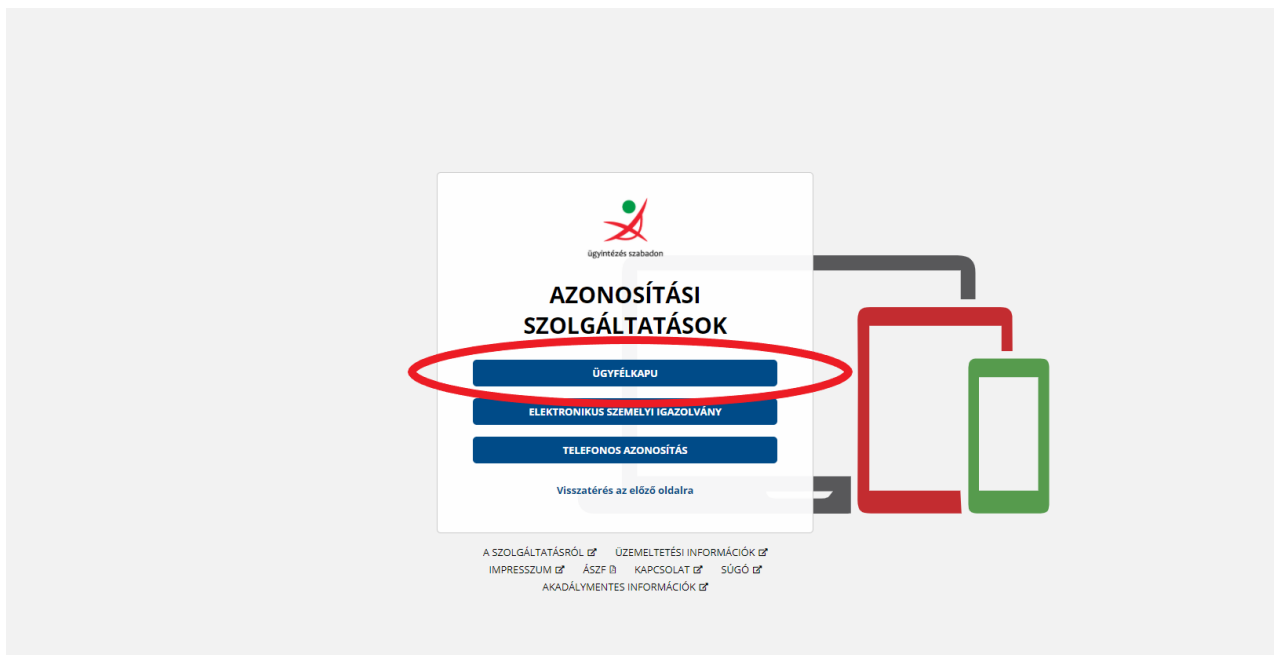 ügyintézés szabadon
AZONOSÍTÁSI
SZOLGÁLTATÁSOK
ÜGYFÉLKAPU
ELEKTRONIKUS SZEMÉLYI IGAZOLVÁNY
TELEFONOS AZONOSÍTÁS
Visszatérés az előző oldalra
A SZOLGÁLTATÁSRÓL ÜZEMELTETÉSI INFORMÁCIÓK
IMPRESSZUM ÁSZF KAPCSOLAT SÚGÓ
AKADÁLYMENTES INFORMÁCIÓK